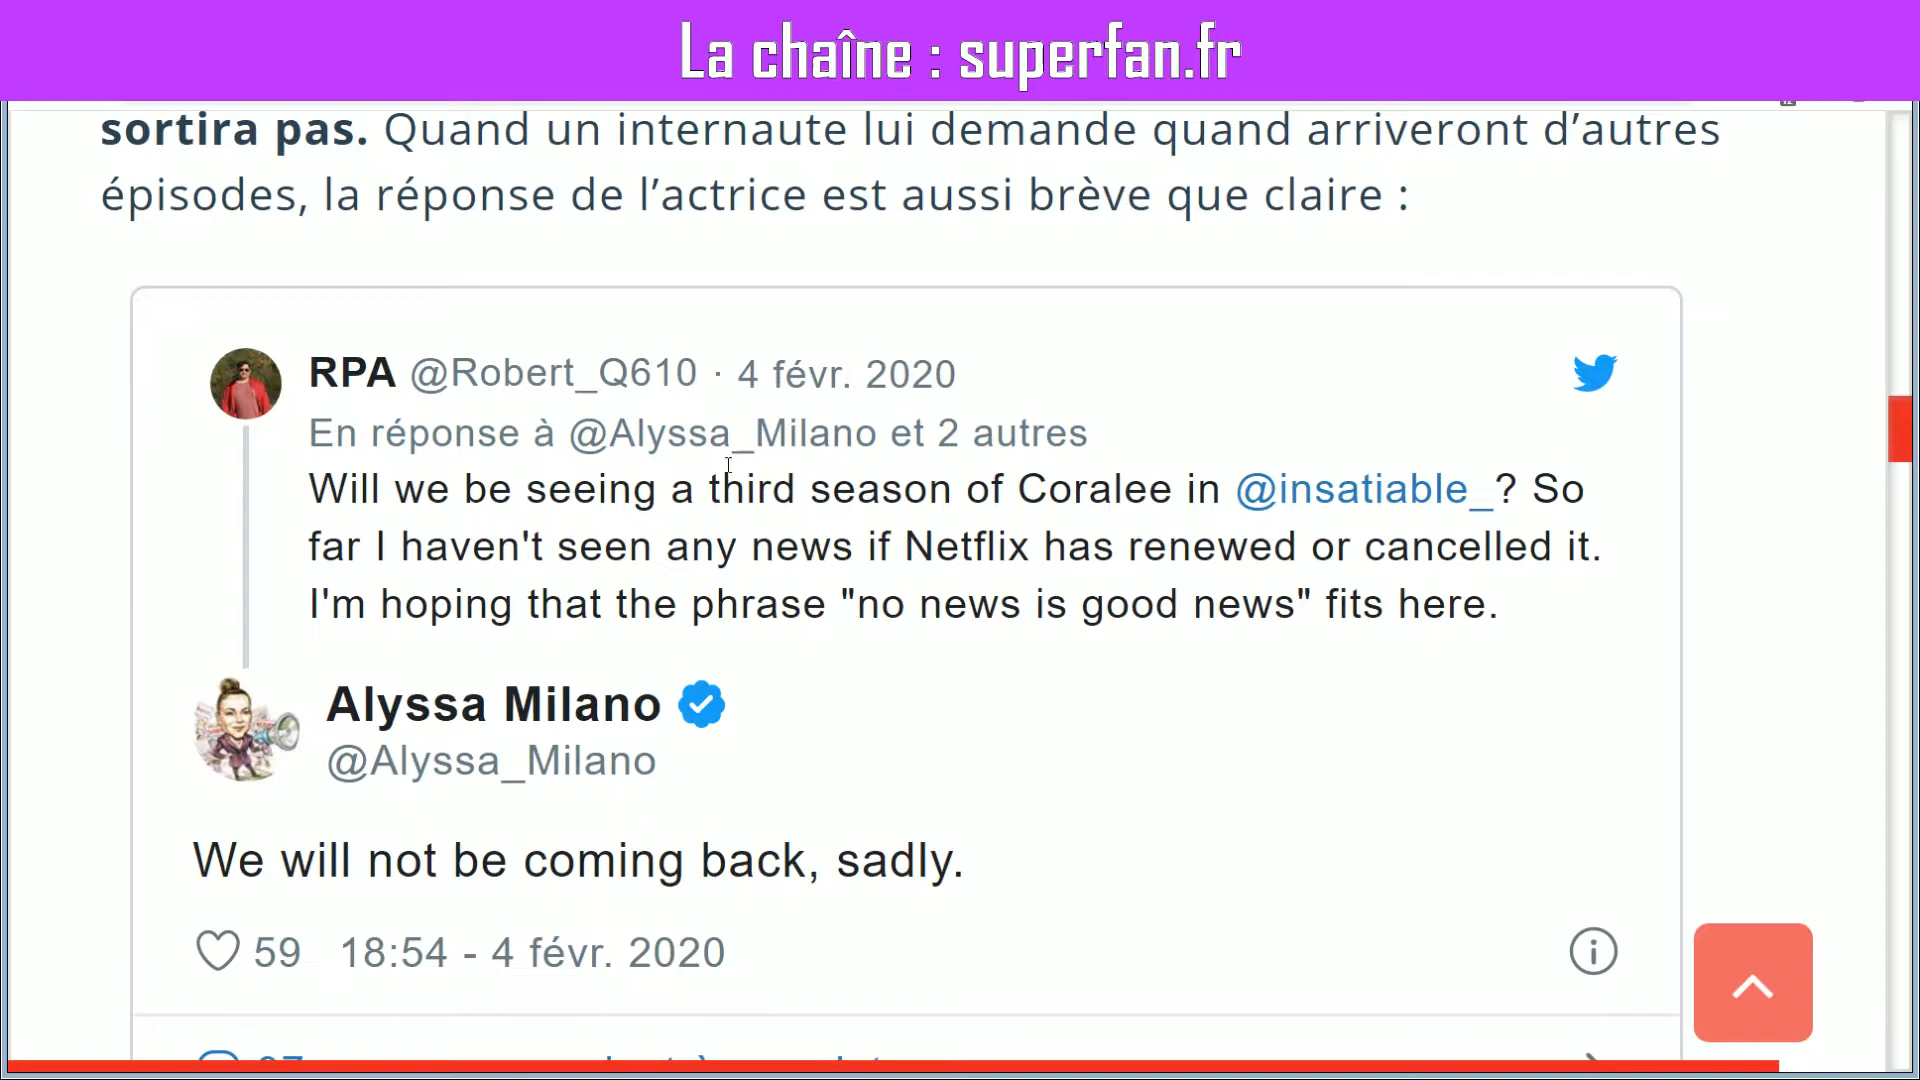 La chaîne : superfan.fr
sortira pas. Quand un internaute lui demande quand arriveront d’autres
épisodes, la réponse de l’actrice est aussi brève que claire :
RPA @Robert_Q610 · 4 févr. 2020
En réponse à @Alyssa_Milano et 2 autres
Will we be seeing a third season of Coralee in @insatiable_? So
far I haven't seen any news if Netflix has renewed or cancelled it.
I'm hoping that the phrase "no news is good news" fits here.
Alyssa Milano
@Alyssa_Milano
We will not be coming back, sadly.
59 18:54 - 4 févr. 2020